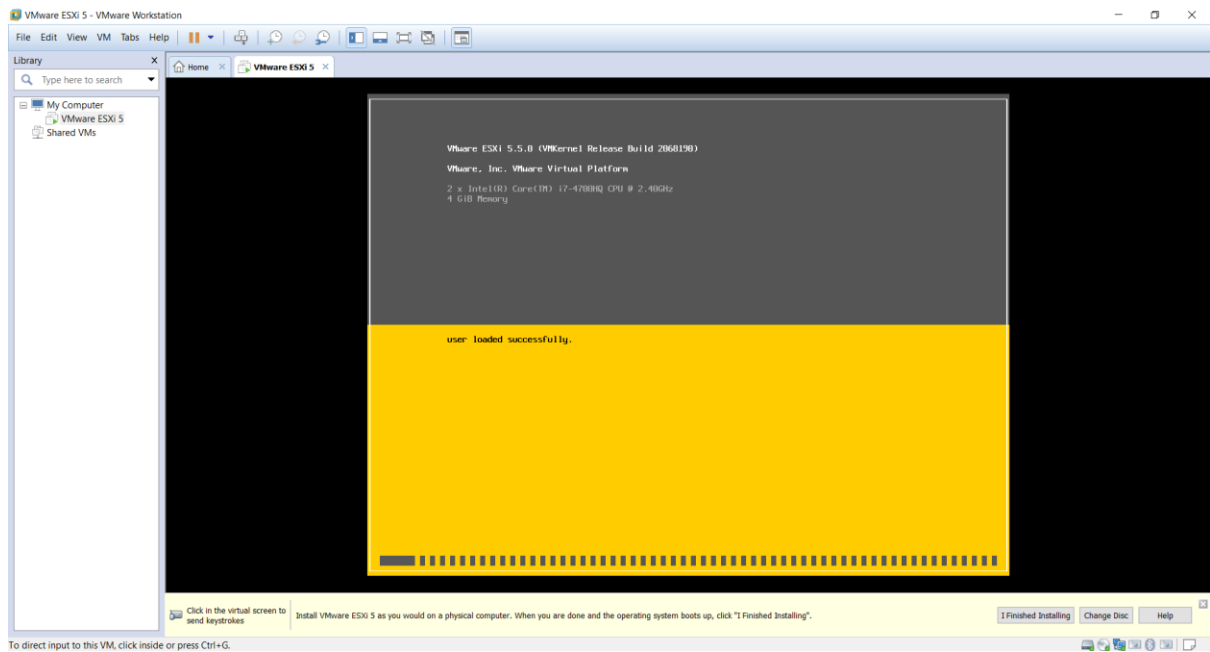 VMware ESXi 5 - VMware Workstation
File Edit View VM Tabs Help
Library
Type here to search
My Computer
VMware ESXi 5
Shared VMs
Home
VMware ESXi 5
VMware ESXi 5.5.0 (VMKernel Release Build 2068190)
VMware, Inc. VMware Virtual Platform
2 x Intel(R) Core(TM) i7-4700HQ CPU @ 2.40GHz
4 GiB Memory
user loaded successfully.
Click in the virtual screen to
send keystrokes
Install VMware ESXi 5 as you would on a physical computer. When you are done and the operating system boots up, click "I Finished Installing".
I Finished Installing
Change Disc
Help
To direct input to this VM, click inside or press Ctrl+G.